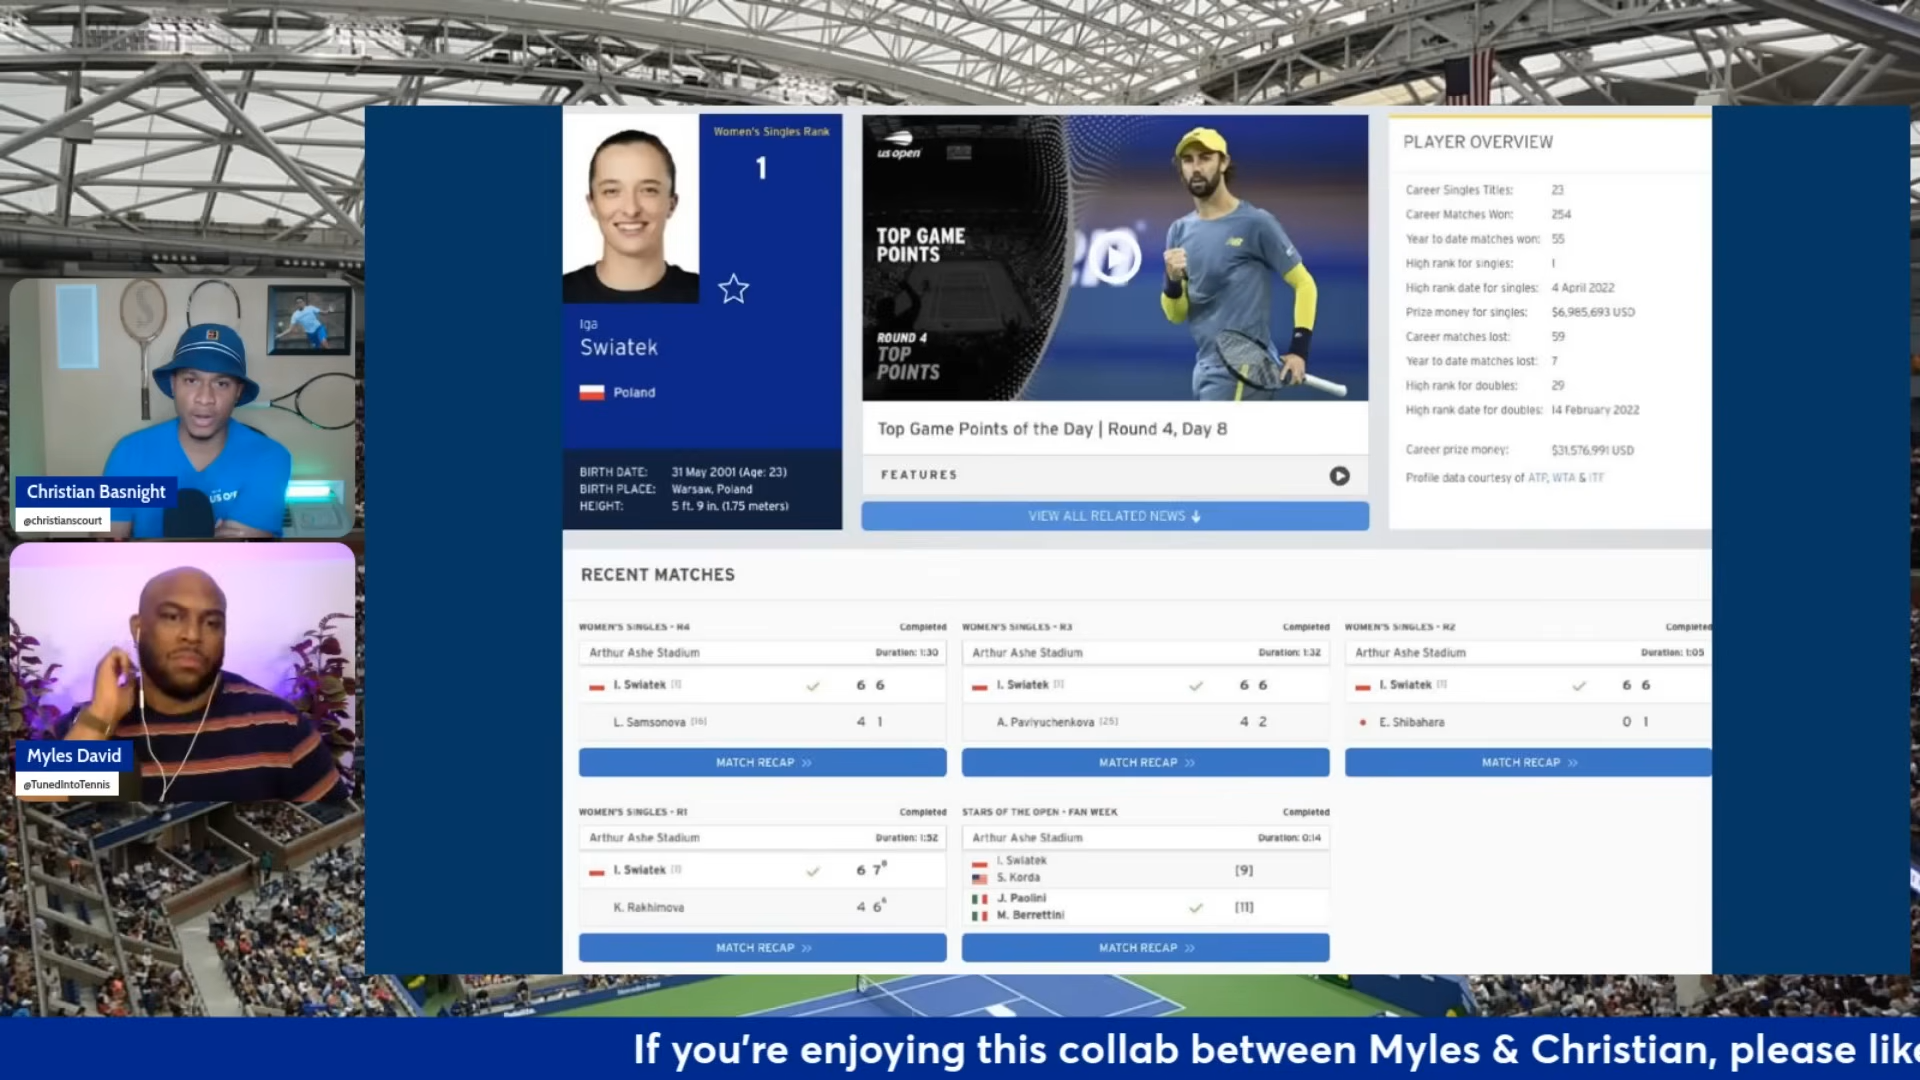 Women's Singles Rank
1
Iga
Swiatek
Poland
BIRTH DATE: 31 May 2001 (Age: 23)
BIRTH PLACE: Warsaw, Poland
HEIGHT: 5 ft. 9 in. (1.75 meters)
us open
TOP GAME
POINTS
ROUND 4
TOP
POINTS
Top Game Points of the Day | Round 4, Day 8
FEATURES
VIEW ALL RELATED NEWS
PLAYER OVERVIEW
Career Singles Titles: 23
Career Matches Won: 254
Year to date matches won: 55
High rank for singles: 1
High rank date for singles: 4 April 2022
Prize money for singles: $6,985,693 USD
Career matches lost: 59
Year to date matches lost: 7
High rank for doubles: 29
High rank date for doubles: 14 February 2022
Career prize money: $31,576,991 USD
Profile data courtesy of ATP, WTA & ITF
Christian Basnight
@christianscourt
Myles David
@TunedIntoTennis
RECENT MATCHES
WOMEN'S SINGLES - R4 Completed
Arthur Ashe Stadium Duration: 1:30
I. Swiatek [1] 6 6
L. Samsonova [16] 4 1
MATCH RECAP
WOMEN'S SINGLES - R3 Completed
Arthur Ashe Stadium Duration: 1:32
I. Swiatek [1] 6 6
A. Pavlyuchenkova [25] 4 2
MATCH RECAP
WOMEN'S SINGLES - R2 Completed
Arthur Ashe Stadium Duration: 1:05
I. Swiatek [1] 6 6
E. Shibahara 0 1
MATCH RECAP
WOMEN'S SINGLES - R1 Completed
Arthur Ashe Stadium Duration: 1:52
I. Swiatek [1] 6 7 8
K. Rakhimova 4 6 6
MATCH RECAP
STARS OF THE OPEN - FAN WEEK Completed
Arthur Ashe Stadium Duration: 0:14
I. Swiatek
S. Korda [9]
J. Paolini
M. Berrettini [11]
MATCH RECAP
If you're enjoying this collab between Myles & Christian, please like